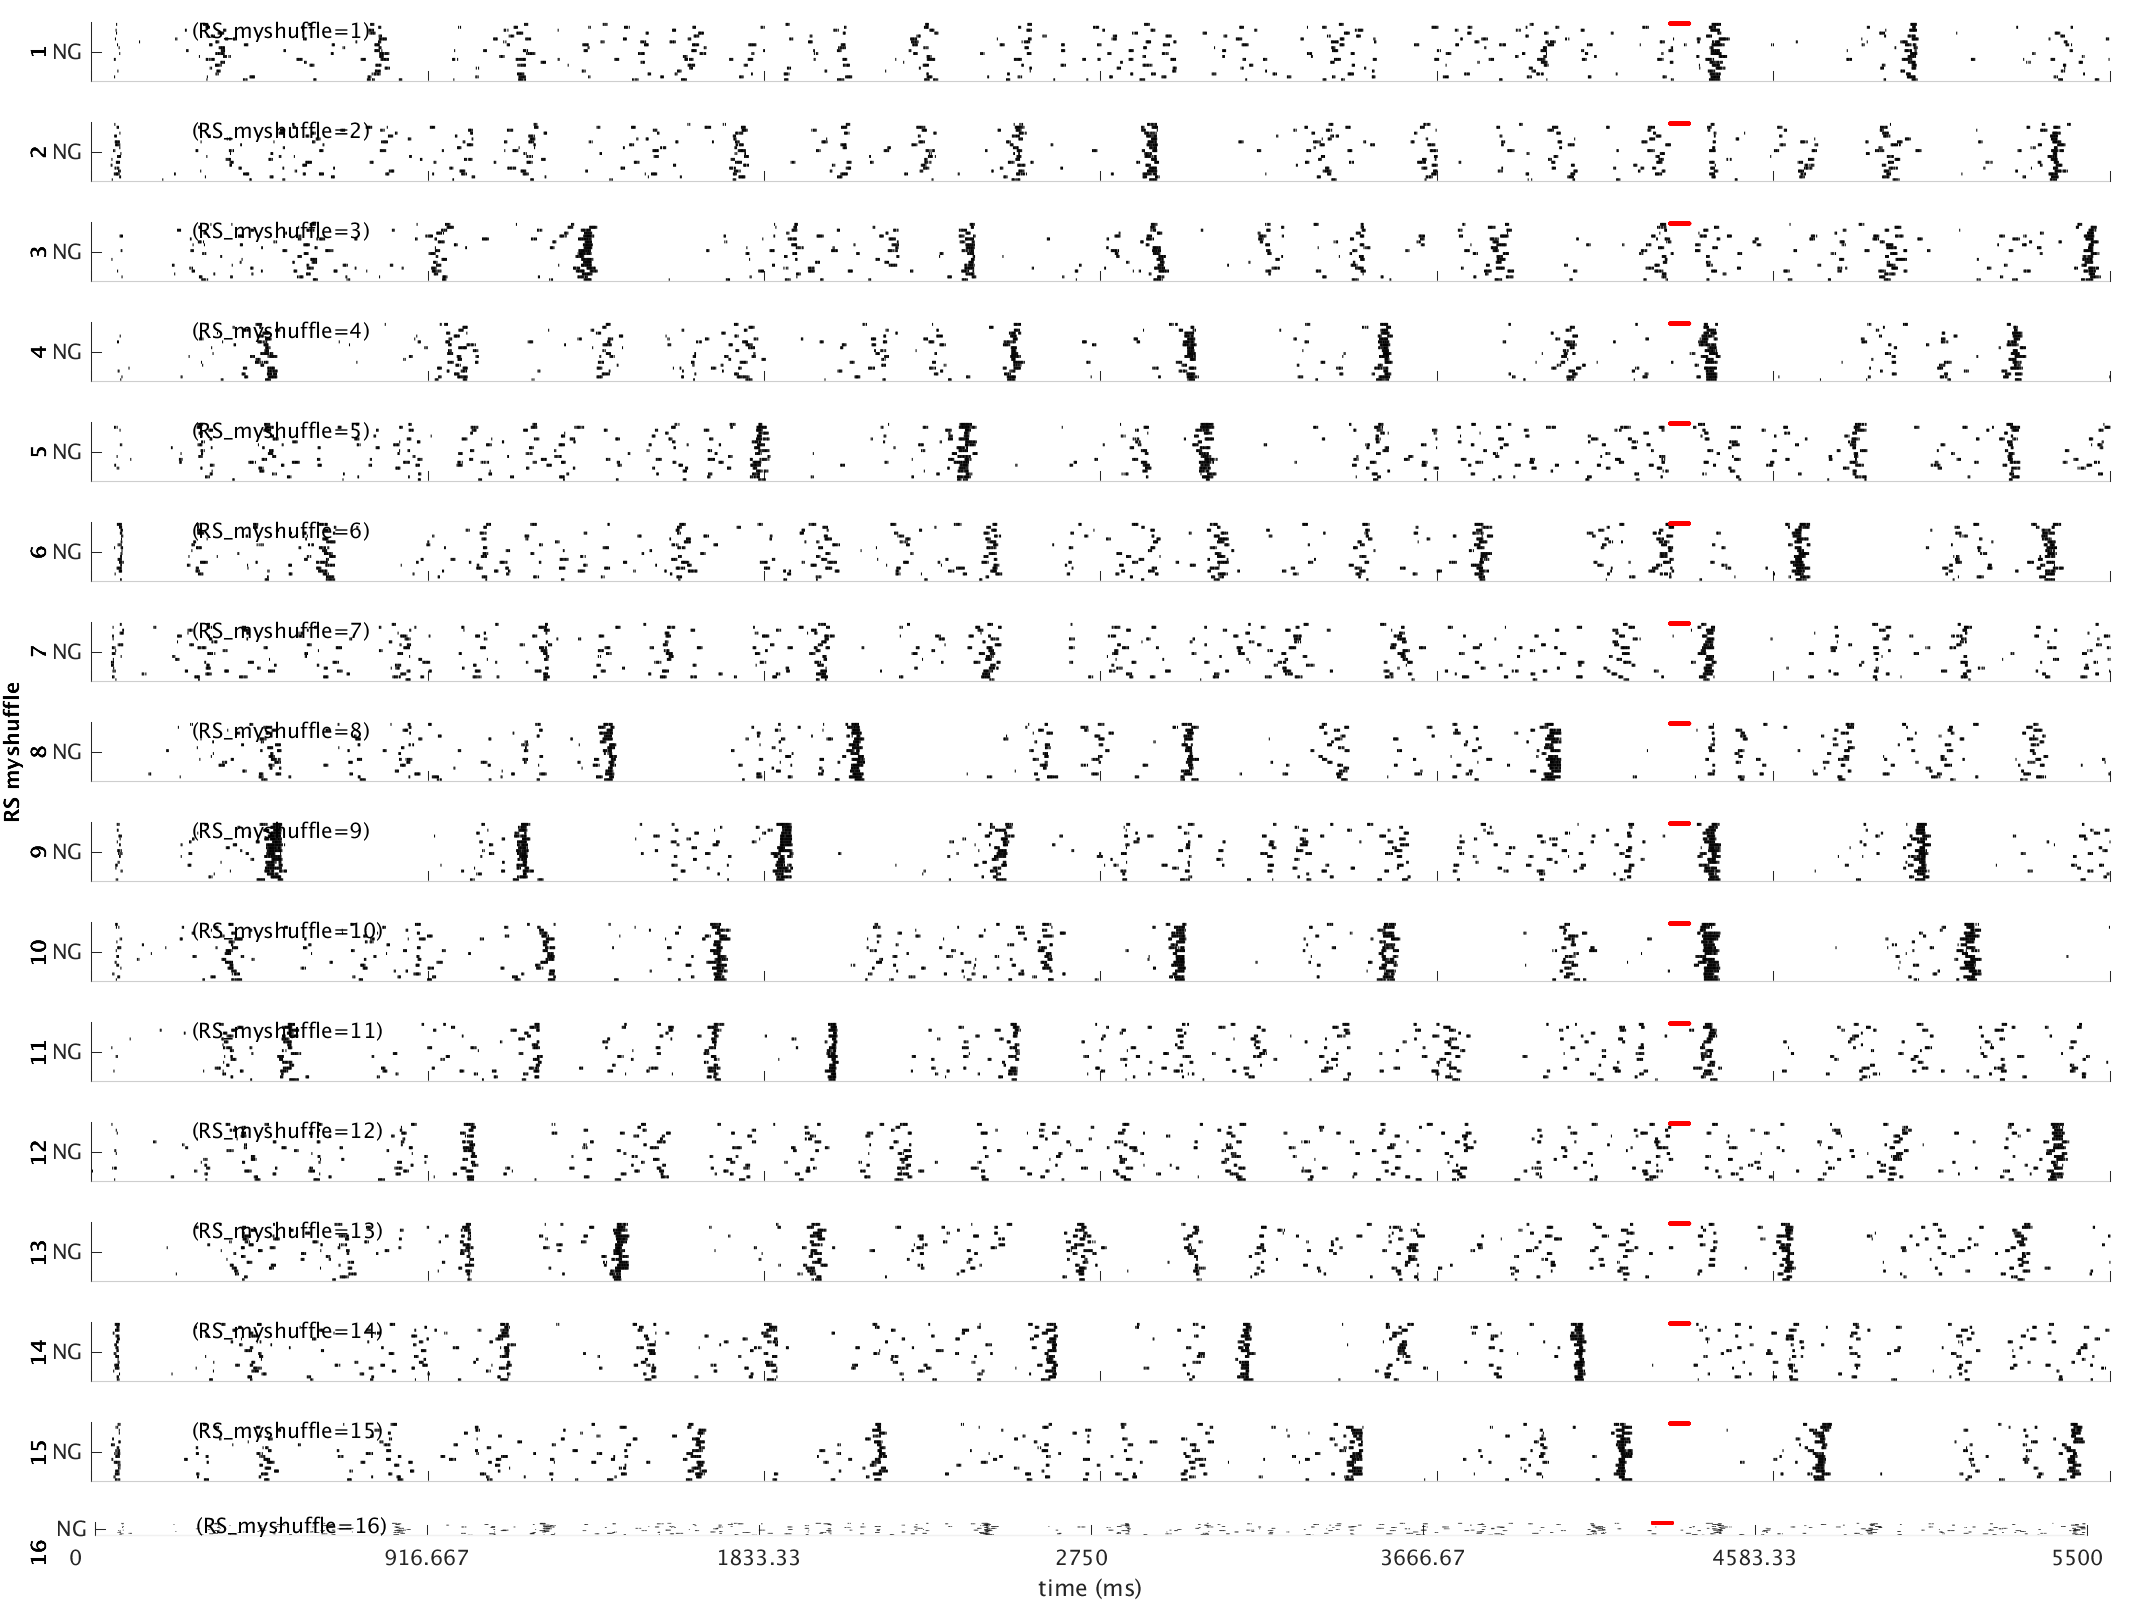 RS myshuffle
1 NG (RS_myshuffle=1)
2 NG (RS_myshuffle=2)
3 NG (RS_myshuffle=3)
4 NG (RS_myshuffle=4)
5 NG (RS_myshuffle=5)
6 NG (RS_myshuffle=6)
7 NG (RS_myshuffle=7)
8 NG (RS_myshuffle=8)
9 NG (RS_myshuffle=9)
10 NG (RS_myshuffle=10)
11 NG (RS_myshuffle=11)
12 NG (RS_myshuffle=12)
13 NG (RS_myshuffle=13)
14 NG (RS_myshuffle=14)
15 NG (RS_myshuffle=15)
16 NG (RS_myshuffle=16)
0 916.667 1833.33 2750 3666.67 4583.33 5500
time (ms)